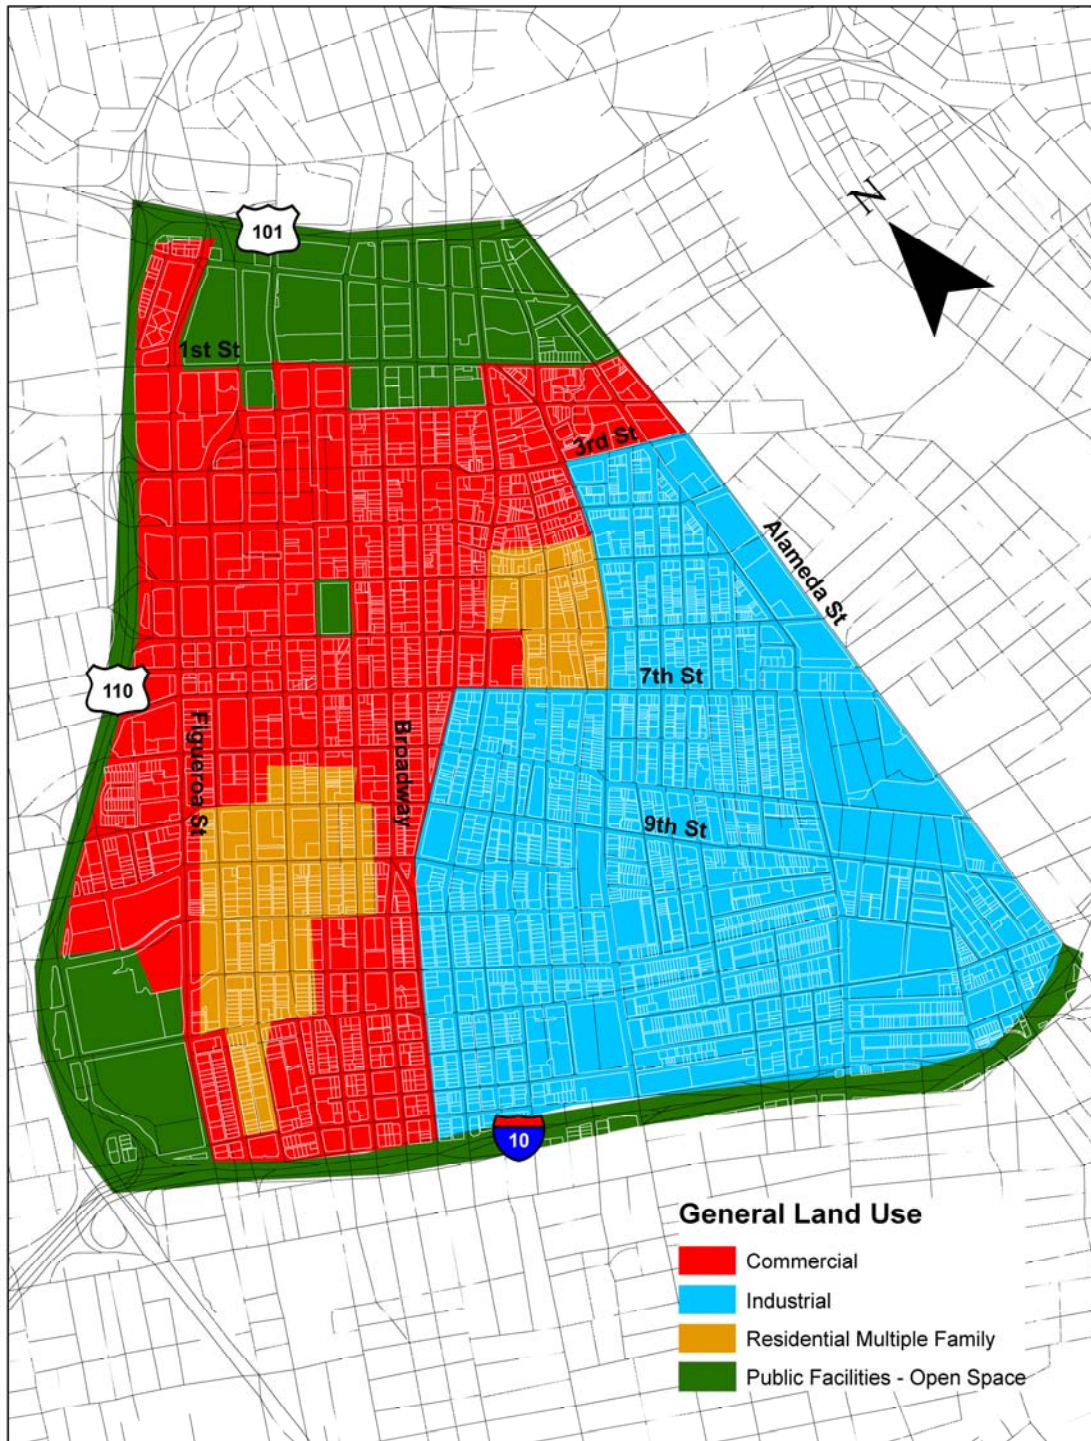 N
101
1st St
3rd St
Alameda St
7th St
110
Figueroa St
Broadway
9th St
10
General Land Use
Commercial
Industrial
Residential Multiple Family
Public Facilities - Open Space